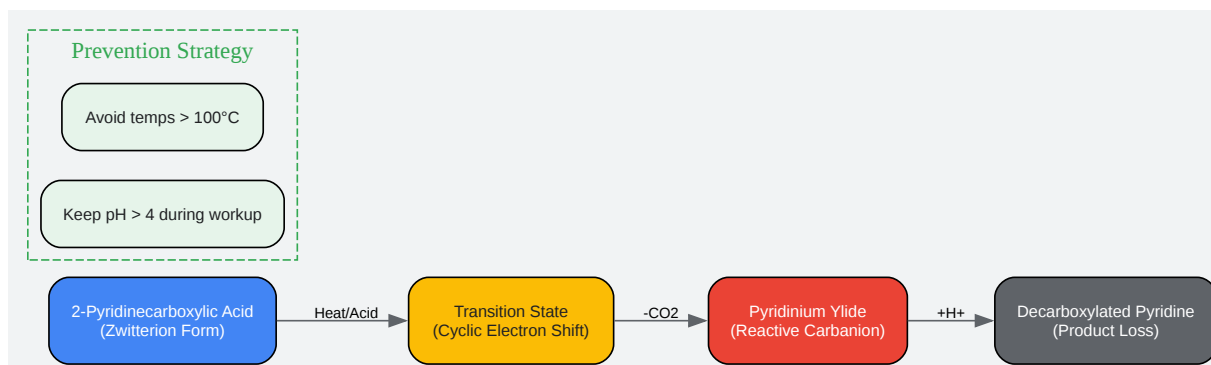 Prevention Strategy
Avoid temps > 100°C
Keep pH > 4 during workup
2-Pyridinecarboxylic Acid
(Zwitterion Form)
Heat/Acid
Transition State
(Cyclic Electron Shift)
-CO2
Pyridinium Ylide
(Reactive Carbanion)
+H+
Decarboxylated Pyridine
(Product Loss)